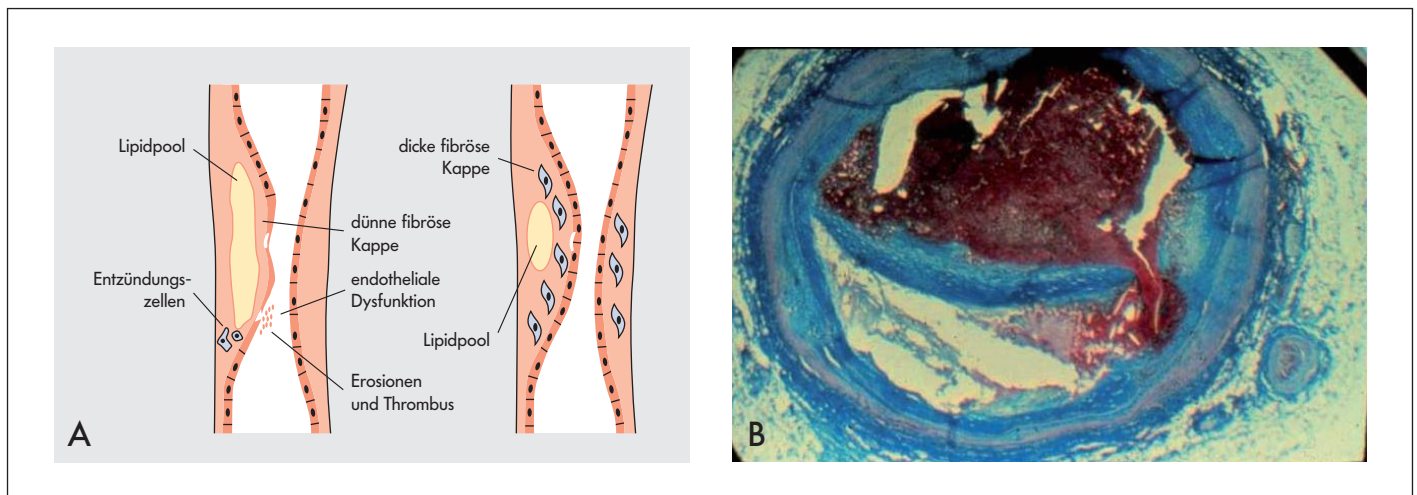 Lipidpool
dünne fibröse
Kappe
Entzündungs-
zellen
endotheliale
Dysfunktion
Erosionen
und Thrombus
dicke fibröse
Kappe
Lipidpool
A
B